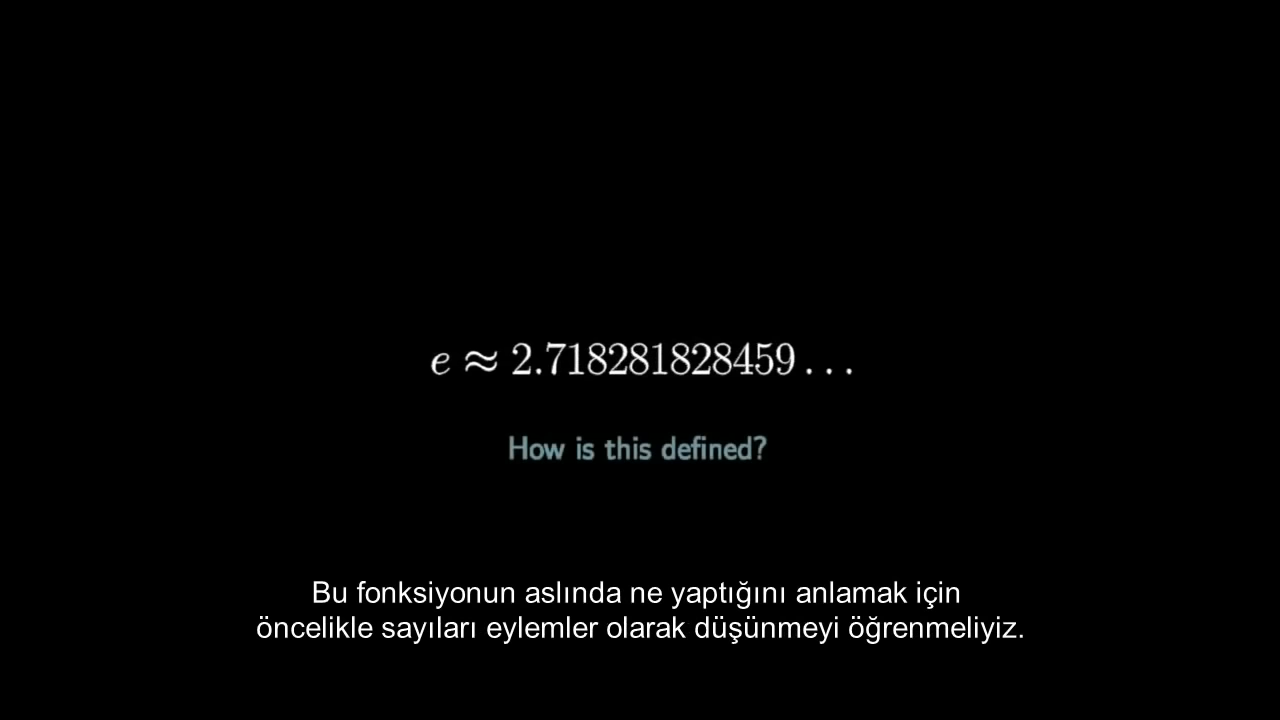 e ≈ 2.718281828459...
How is this defined?
Bu fonksiyonun aslında ne yaptığını anlamak için
öncelikle sayıları eylemler olarak düşünmeyi öğrenmeliyiz.